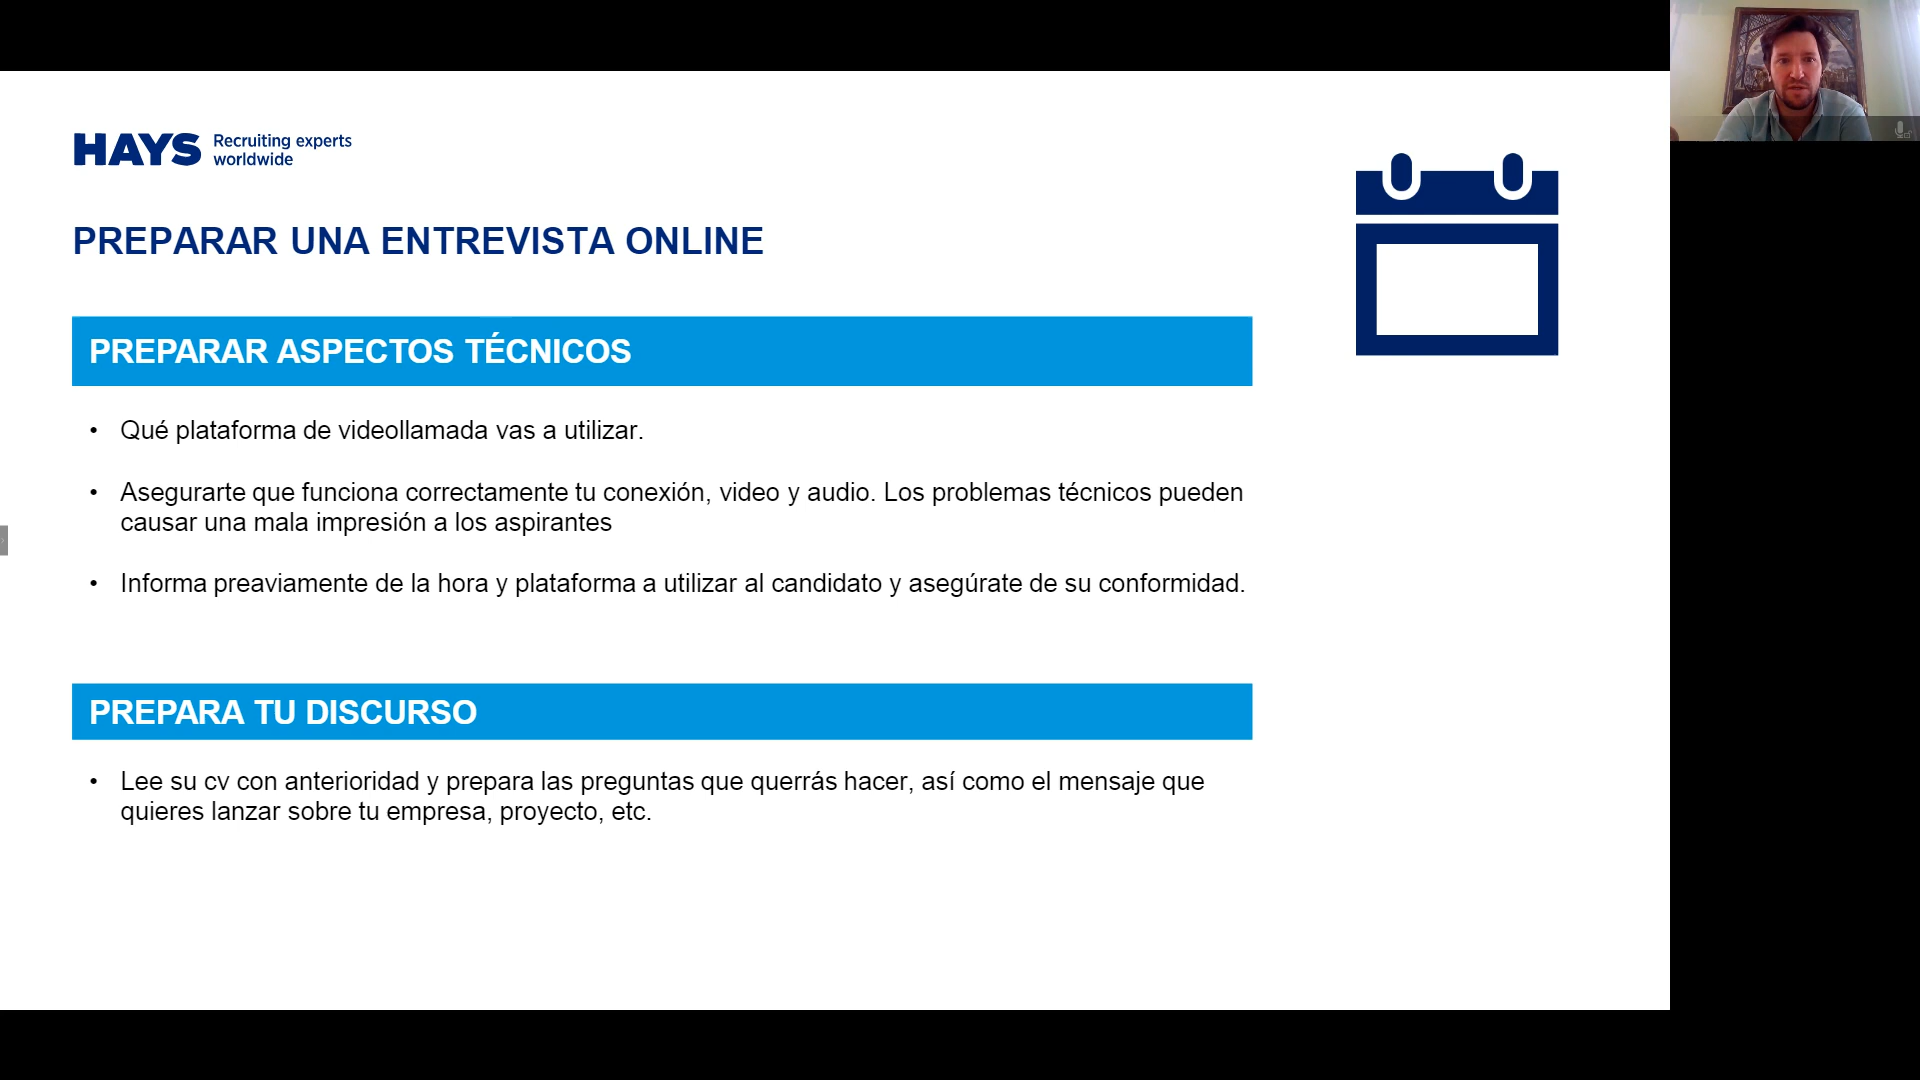 HAYS Recruiting experts
worldwide
PREPARAR UNA ENTREVISTA ONLINE
PREPARAR ASPECTOS TÉCNICOS
• Qué plataforma de videollamada vas a utilizar.
• Asegurarte que funciona correctamente tu conexión, video y audio. Los problemas técnicos pueden
causar una mala impresión a los aspirantes
• Informa preaviamente de la hora y plataforma a utilizar al candidato y asegúrate de su conformidad.
PREPARA TU DISCURSO
• Lee su cv con anterioridad y prepara las preguntas que querrás hacer, así como el mensaje que
quieres lanzar sobre tu empresa, proyecto, etc.